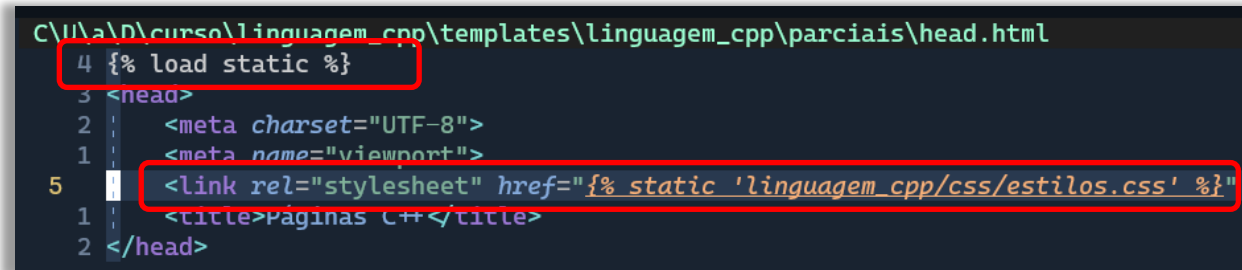 C\U\a\D\curso\linguagem_cpp\templates\linguagem_cpp\parciais\head.html
4 {% load static %}
3 <head>
2 <meta charset="UTF-8">
1 <meta name="viewport">
5 <link rel="stylesheet" href="{% static 'linguagem_cpp/css/estilos.css' %}"
1 <title>Páginas C++</title>
2 </head>